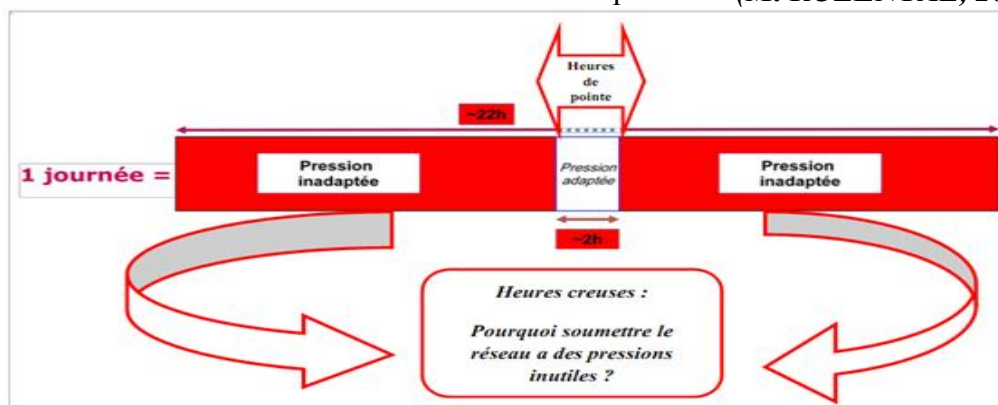 Heures
de
pointe
~22h
1 journée =
Pression
inadaptée
Pression
adaptée
Pression
inadaptée
~2h
Heures creuses :
Pourquoi soumettre le
réseau a des pressions
inutiles ?